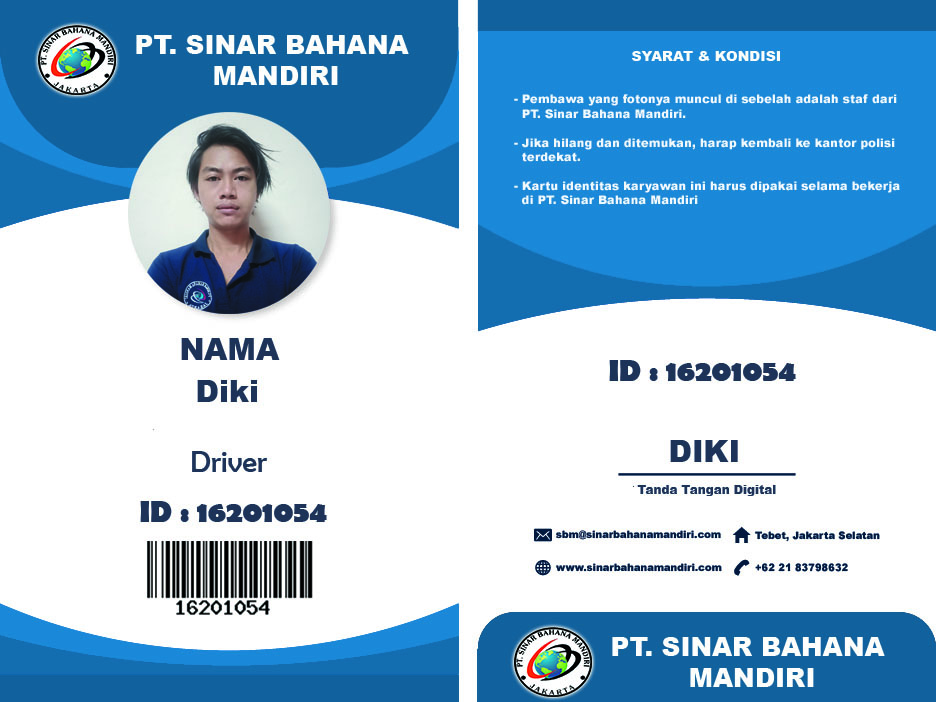 PT. SINAR BAHANA MANDIRI
JAKARTA
PT. SINAR BAHANA
MANDIRI
NAMA
Diki
Driver
ID : 16201054
16201054
SYARAT & KONDISI
- Pembawa yang fotonya muncul di sebelah adalah staf dari
PT. Sinar Bahana Mandiri.
- Jika hilang dan ditemukan, harap kembali ke kantor polisi
terdekat.
- Kartu identitas karyawan ini harus dipakai selama bekerja
di PT. Sinar Bahana Mandiri
ID : 16201054
DIKI
Tanda Tangan Digital
sbm@sinarbahanamandiri.com
Tebet, Jakarta Selatan
www.sinarbahanamandiri.com
+62 21 83798632
PT. SINAR BAHANA MANDIRI
JAKARTA
PT. SINAR BAHANA
MANDIRI